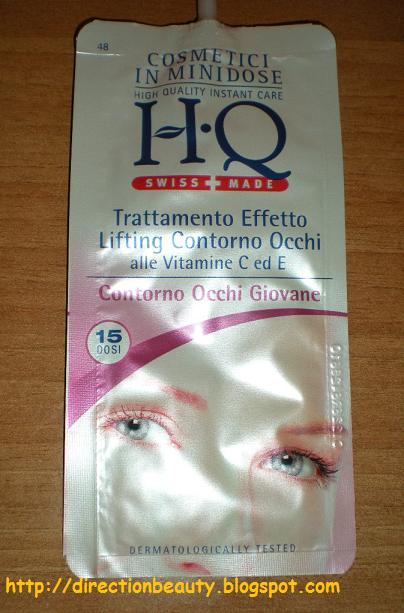 48
COSMETICI
IN MINIDOSE
HIGH QUALITY INSTANT CARE
H·Q
SWISS + MADE
Trattamento Effetto
Lifting Contorno Occhi
alle Vitamine C ed E
Contorno Occhi Giovane
15
DOSI
DERMATOLOGICALLY TESTED
http://directionbeauty.blogspot.com